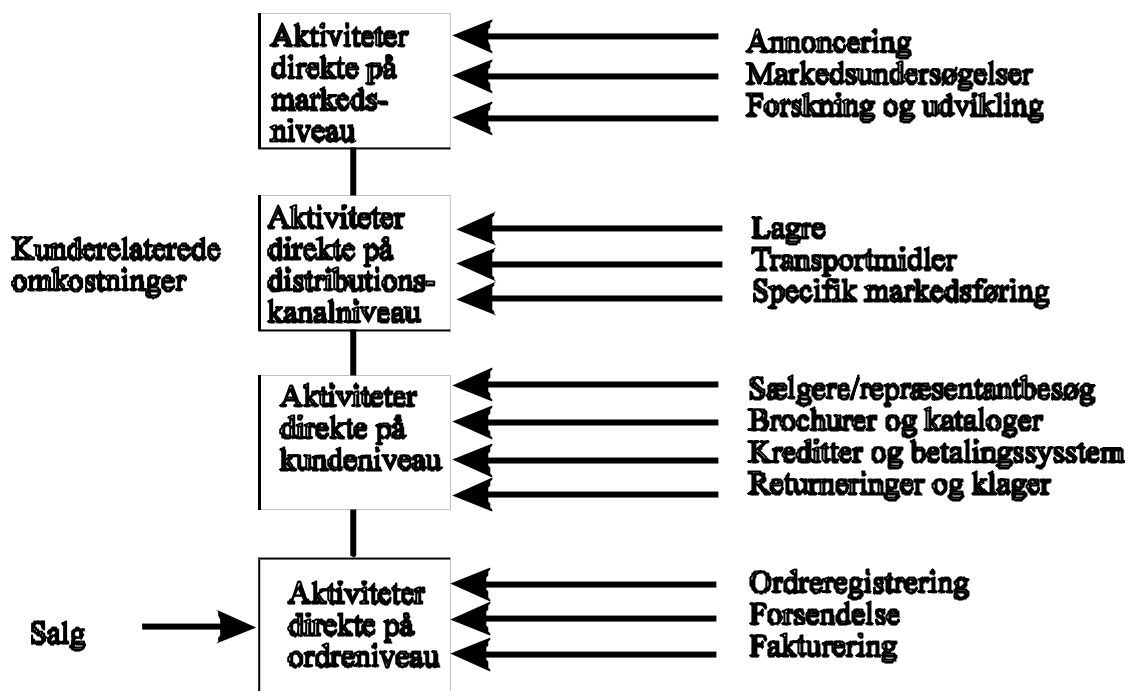 Aktiviteter
direkte på
markeds-
niveau
Annoncering
Markedsundersøgelser
Forskning og udvikling
Kunderelaterede
omkostninger
Aktiviteter
direkte på
distributions-
kanalniveau
Lagre
Transportmidler
Specifik markedsføring
Aktiviteter
direkte på
kundeniveau
Sælgere/repræsentantbesøg
Brochurer og kataloger
Kreditter og betalingssysstem
Returneringer og klager
Salg
Aktiviteter
direkte på
ordreniveau
Ordreregistrering
Forsendelse
Fakturering